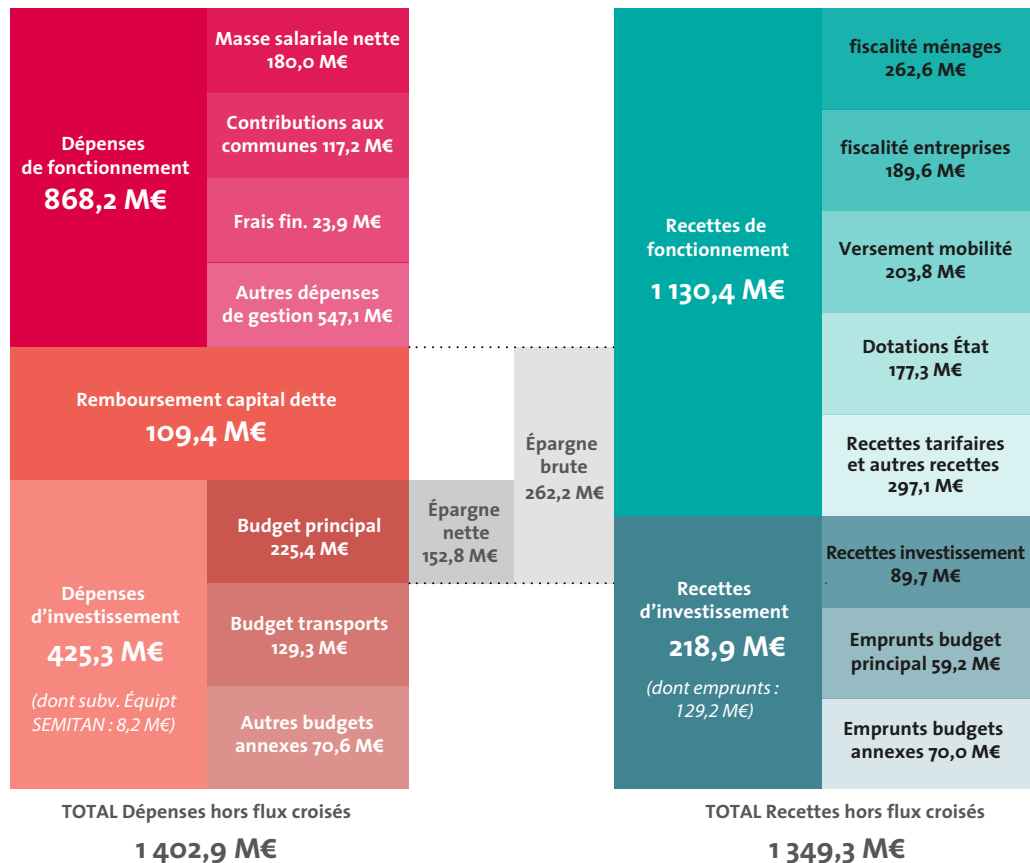 Dépenses
de fonctionnement
868,2 M€
Masse salariale nette
180,0 M€
Contributions aux
communes 117,2 M€
Frais fin. 23,9 M€
Autres dépenses
de gestion 547,1 M€
Remboursement capital dette
109,4 M€
Dépenses
d'investissement
425,3 M€
(dont subv. Équipt
SEMITAN : 8,2 M€)
Budget principal
225,4 M€
Budget transports
129,3 M€
Autres budgets
annexes 70,6 M€
TOTAL Dépenses hors flux croisés
1 402,9 M€
Épargne
nette
152,8 M€
Épargne
brute
262,2 M€
Recettes de
fonctionnement
1 130,4 M€
fiscalité ménages
262,6 M€
fiscalité entreprises
189,6 M€
Versement mobilité
203,8 M€
Dotations État
177,3 M€
Recettes tarifaires
et autres recettes
297,1 M€
Recettes
d'investissement
218,9 M€
(dont emprunts :
129,2 M€)
Recettes investissement
89,7 M€
Emprunts budget
principal 59,2 M€
Emprunts budgets
annexes 70,0 M€
TOTAL Recettes hors flux croisés
1 349,3 M€